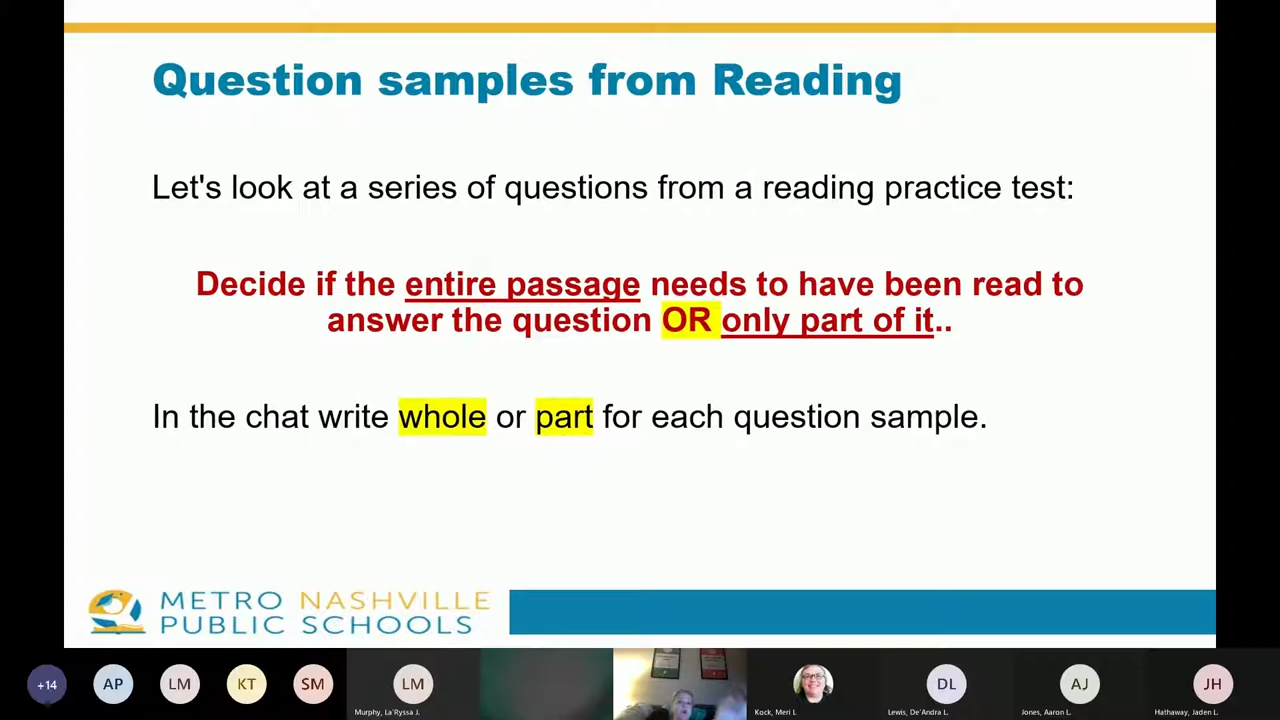 Question samples from Reading
Let's look at a series of questions from a reading practice test:
Decide if the entire passage needs to have been read to
answer the question OR only part of it..
In the chat write whole or part for each question sample.
METRO NASHVILLE
PUBLIC SCHOOLS
+14
AP
LM
KT
SM
LM
DL
AJ
JH
Murphy, La'Ryssa J.
Kock, Meri L
Lewis, De'Andra L.
Jones, Aaron L.
Hathaway, Jaden L.